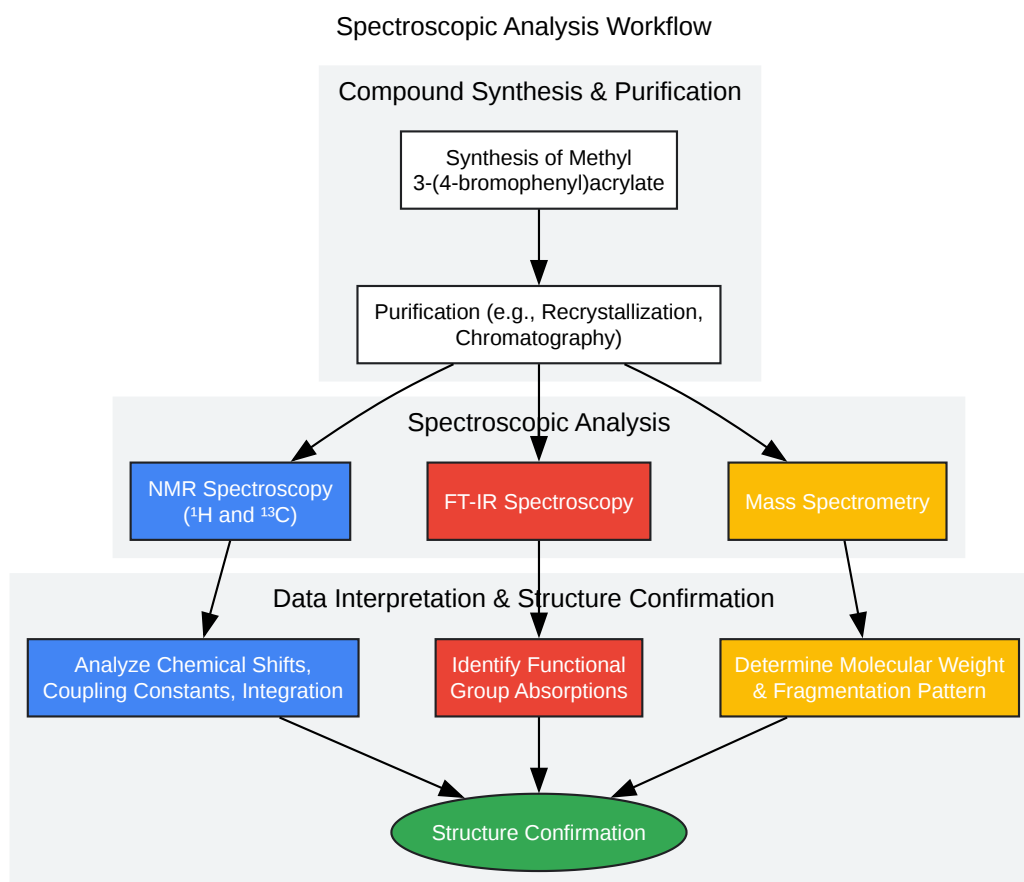 Spectroscopic Analysis Workflow
Compound Synthesis & Purification
Synthesis of Methyl
3-(4-bromophenyl)acrylate
Purification (e.g., Recrystallization,
Chromatography)
Spectroscopic Analysis
NMR Spectroscopy
(¹H and ¹³C)
FT-IR Spectroscopy
Mass Spectrometry
Data Interpretation & Structure Confirmation
Analyze Chemical Shifts,
Coupling Constants, Integration
Identify Functional
Group Absorptions
Determine Molecular Weight
& Fragmentation Pattern
Structure Confirmation